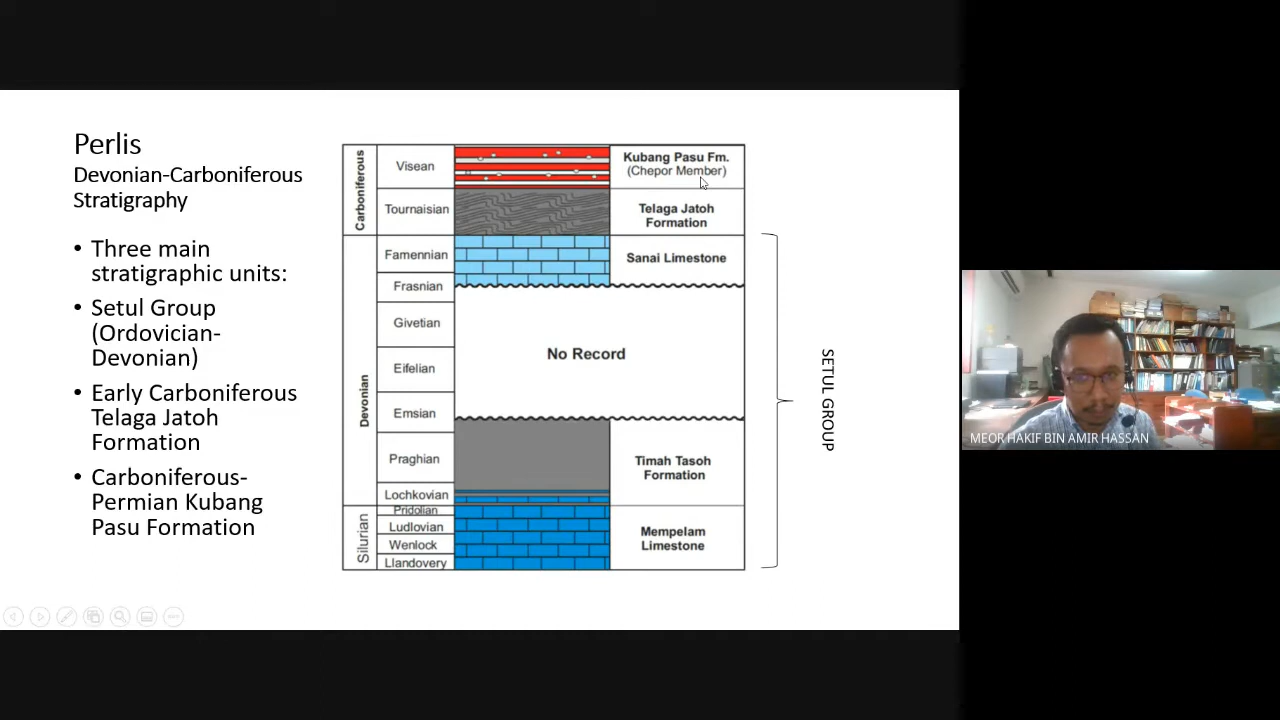 Perlis
Devonian-Carboniferous
Stratigraphy
• Three main
stratigraphic units:
• Setul Group
(Ordovician-
Devonian)
• Early Carboniferous
Telaga Jatoh
Formation
• Carboniferous-
Permian Kubang
Pasu Formation
Carboniferous
Visean
Kubang Pasu Fm.
(Chepor Member)
Tournaisian
Telaga Jatoh
Formation
Devonian
Famennian
Sanai Limestone
Frasnian
Givetian
No Record
Eifelian
Emsian
Praghian
Timah Tasoh
Formation
Lochkovian
Silurian
Pridolian
Ludlovian
Mempelam
Limestone
Wenlock
Llandovery
SETUL GROUP
MEOR HAKIF BIN AMIR HASSAN